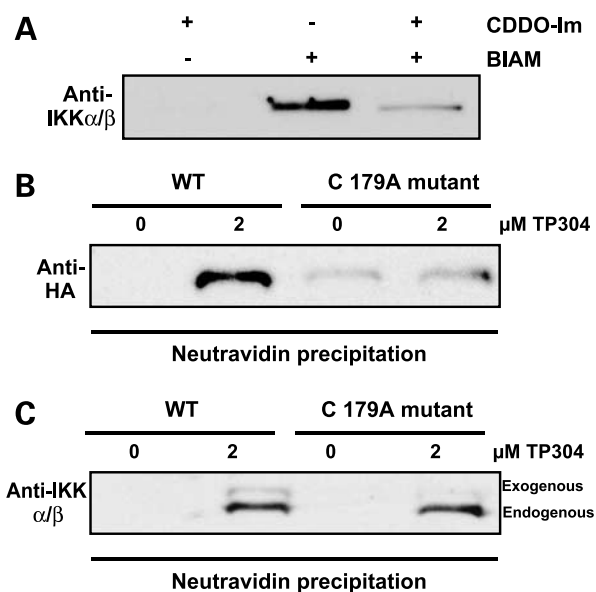 A
+ - + CDDO-Im
- + + BIAM
Anti-
IKKα/β
B
WT C 179A mutant
0 2 0 2 µM TP304
Anti-
HA
Neutravidin precipitation
C
WT C 179A mutant
0 2 0 2 µM TP304
Anti-IKK
α/β
Exogenous
Endogenous
Neutravidin precipitation